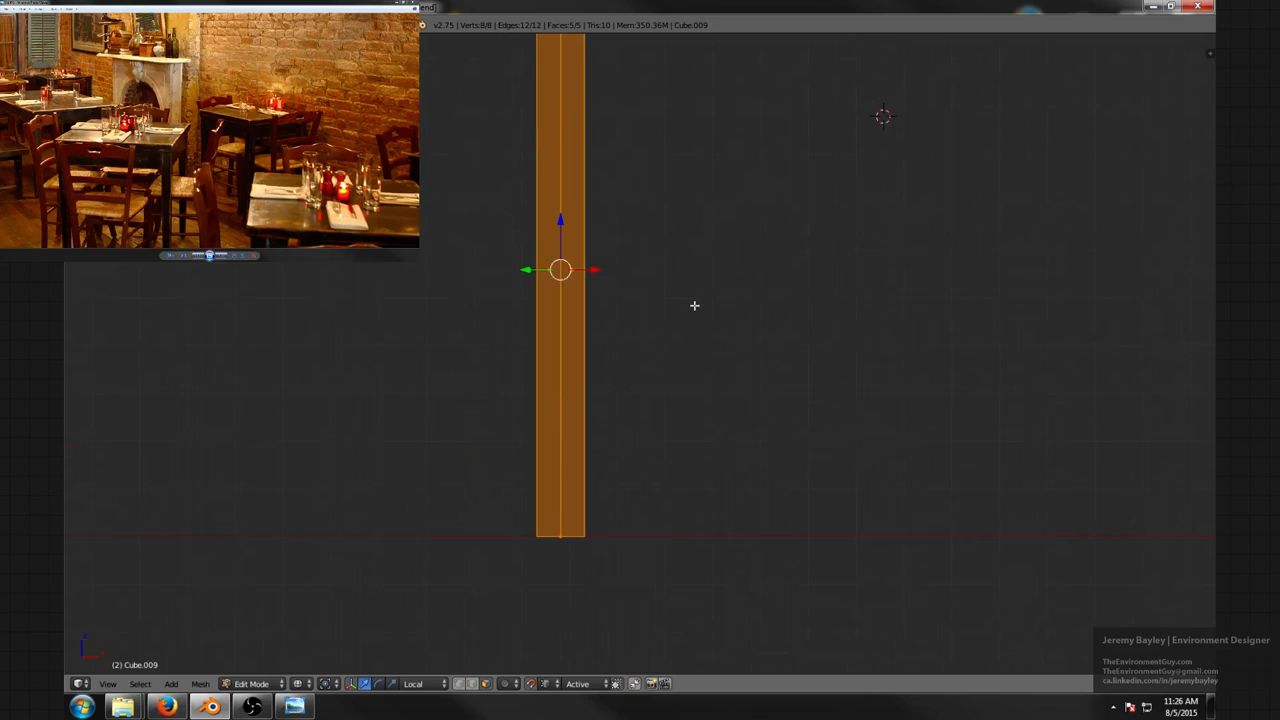 end]
v2.75 | Verts:8/8 | Edges:12/12 | Faces:5/5 | Tris:10 | Mem:350.36M | Cube.009
(2) Cube.009
View Select Add Mesh Edit Mode Local Active
Jeremy Bayley | Environment Designer
TheEnvironmentGuy.com
TheEnvironmentGuy@gmail.com
ca.linkedin.com/in/jeremybayley
11:26 AM
8/5/2015